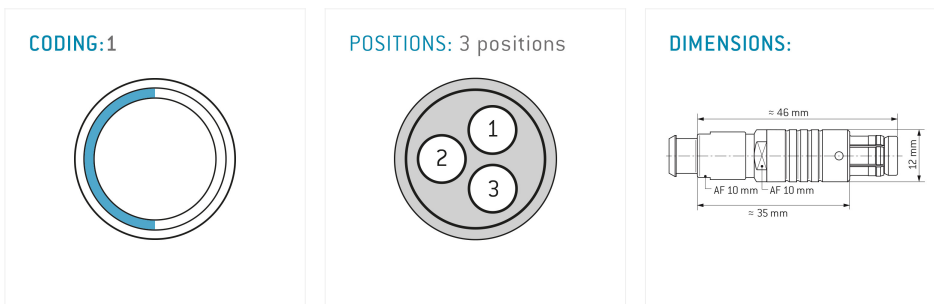 CODING:1
POSITIONS: 3 positions
1
2
3
DIMENSIONS:
≈ 46 mm
12 mm
AF 10 mm
AF 10 mm
≈ 35 mm